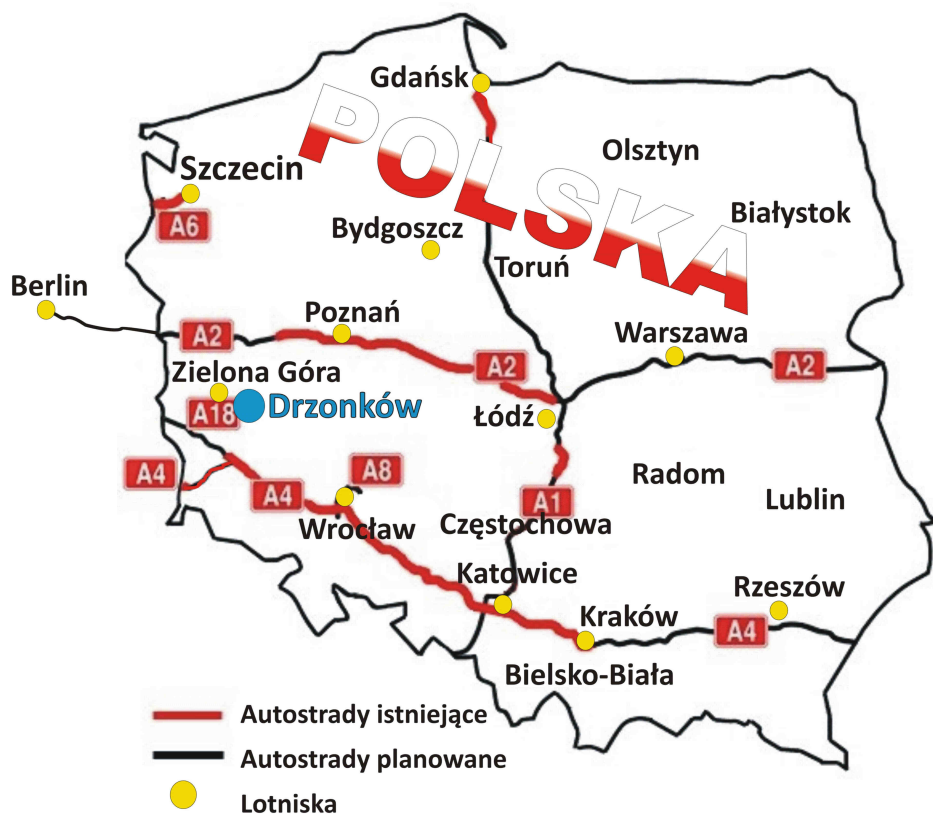 Gdańsk
POLSKA
Olsztyn
Szczecin
Białystok
A6
Bydgoszcz
Toruń
Berlin
Poznań
Warszawa
A2
A2
A2
Zielona Góra
A18
Drzonków
Łódź
A4
A8
A4
Radom
Lublin
A1
Wrocław
Częstochowa
Katowice
Rzeszów
Kraków
A4
Bielsko-Biała
Autostrady istniejące
Autostrady planowane
Lotniska